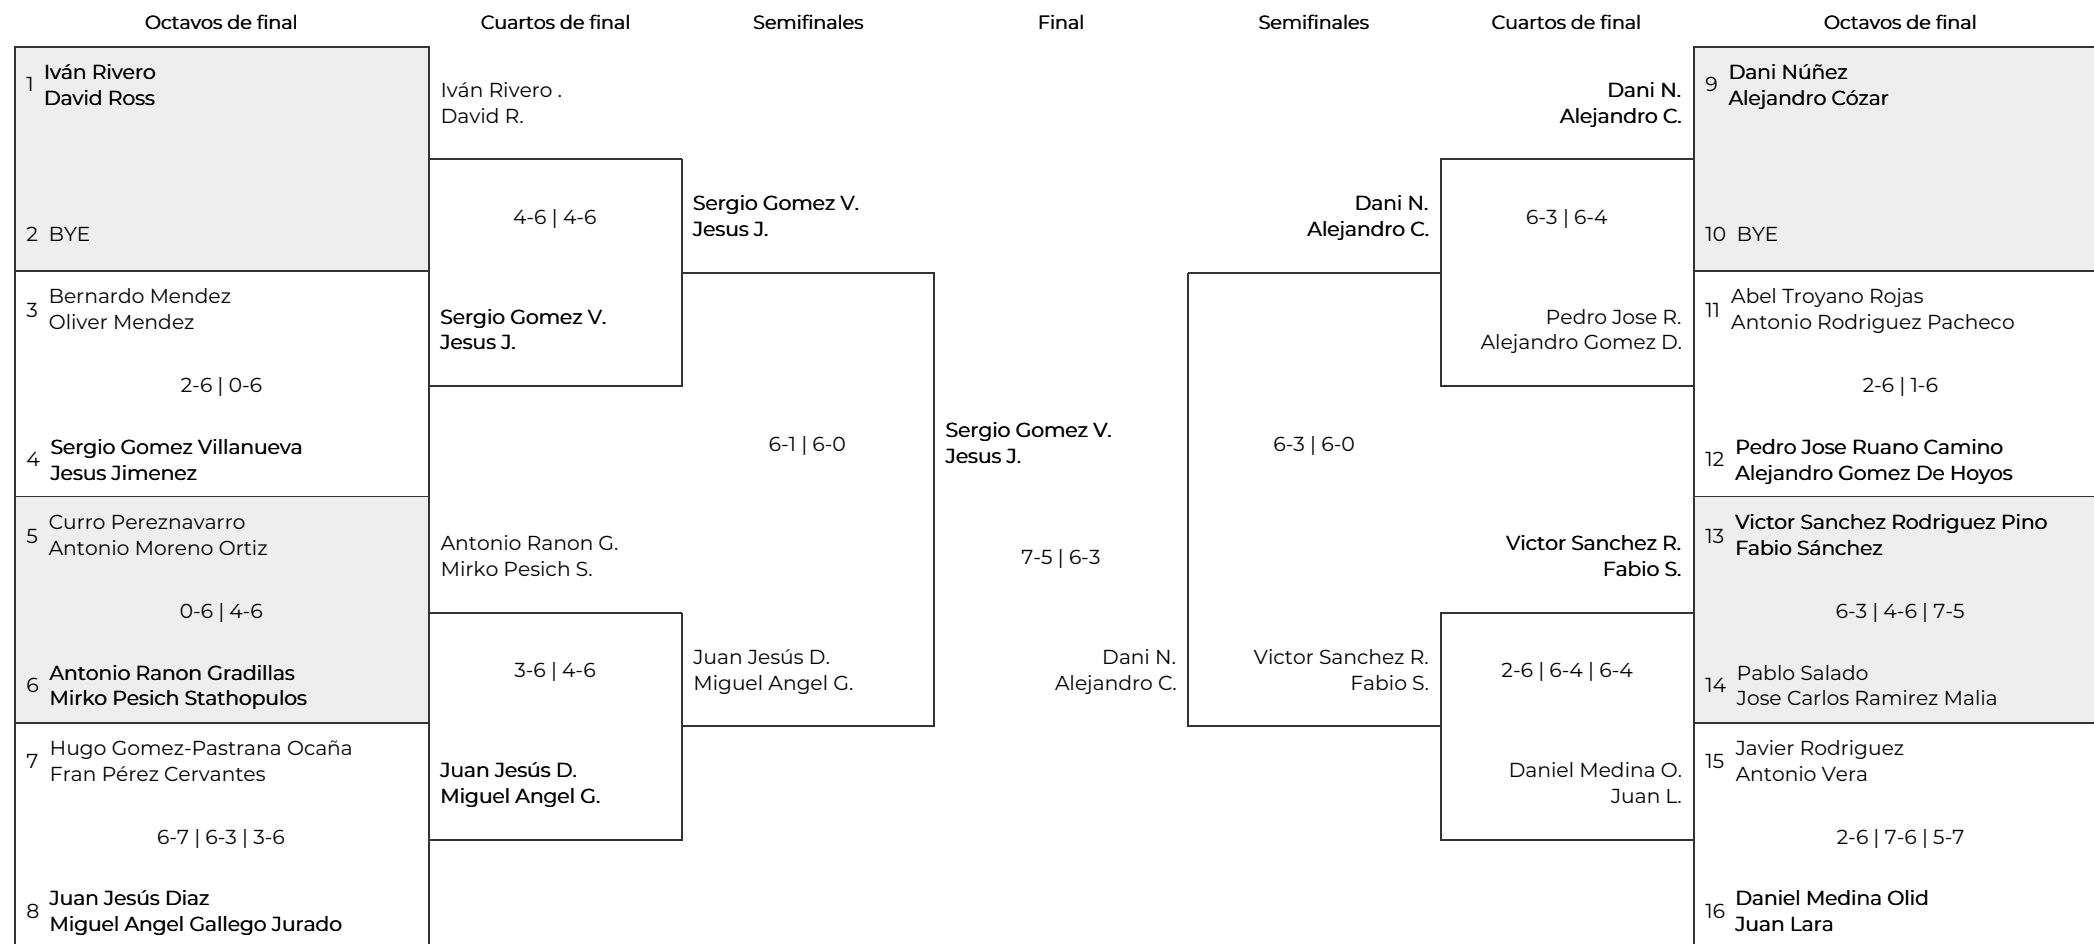 Octavos de final
Cuartos de final
Semifinales
Final
Semifinales
Cuartos de final
Octavos de final
1
Iván Rivero
David Ross
2 BYE
3
Bernardo Mendez
Oliver Mendez
2-6 | 0-6
4
Sergio Gomez Villanueva
Jesus Jimenez
5
Curro Pereznavarro
Antonio Moreno Ortiz
0-6 | 4-6
6
Antonio Ranon Gradillas
Mirko Pesich Stathopulos
7
Hugo Gomez-Pastrana Ocaña
Fran Pérez Cervantes
6-7 | 6-3 | 3-6
8
Juan Jesús Diaz
Miguel Angel Gallego Jurado
Iván Rivero .
David R.
4-6 | 4-6
Sergio Gomez V.
Jesus J.
Antonio Ranon G.
Mirko Pesich S.
3-6 | 4-6
Juan Jesús D.
Miguel Angel G.
Sergio Gomez V.
Jesus J.
6-1 | 6-0
Juan Jesús D.
Miguel Angel G.
Sergio Gomez V.
Jesus J.
7-5 | 6-3
Dani N.
Alejandro C.
Dani N.
Alejandro C.
6-3 | 6-0
Victor Sanchez R.
Fabio S.
Dani N.
Alejandro C.
6-3 | 6-4
Pedro Jose R.
Alejandro Gomez D.
Victor Sanchez R.
Fabio S.
2-6 | 6-4 | 6-4
Daniel Medina O.
Juan L.
9
Dani Núñez
Alejandro Cózar
10 BYE
11
Abel Troyano Rojas
Antonio Rodriguez Pacheco
2-6 | 1-6
12
Pedro Jose Ruano Camino
Alejandro Gomez De Hoyos
13
Victor Sanchez Rodriguez Pino
Fabio Sánchez
6-3 | 4-6 | 7-5
14
Pablo Salado
Jose Carlos Ramirez Malia
15
Javier Rodriguez
Antonio Vera
2-6 | 7-6 | 5-7
16
Daniel Medina Olid
Juan Lara